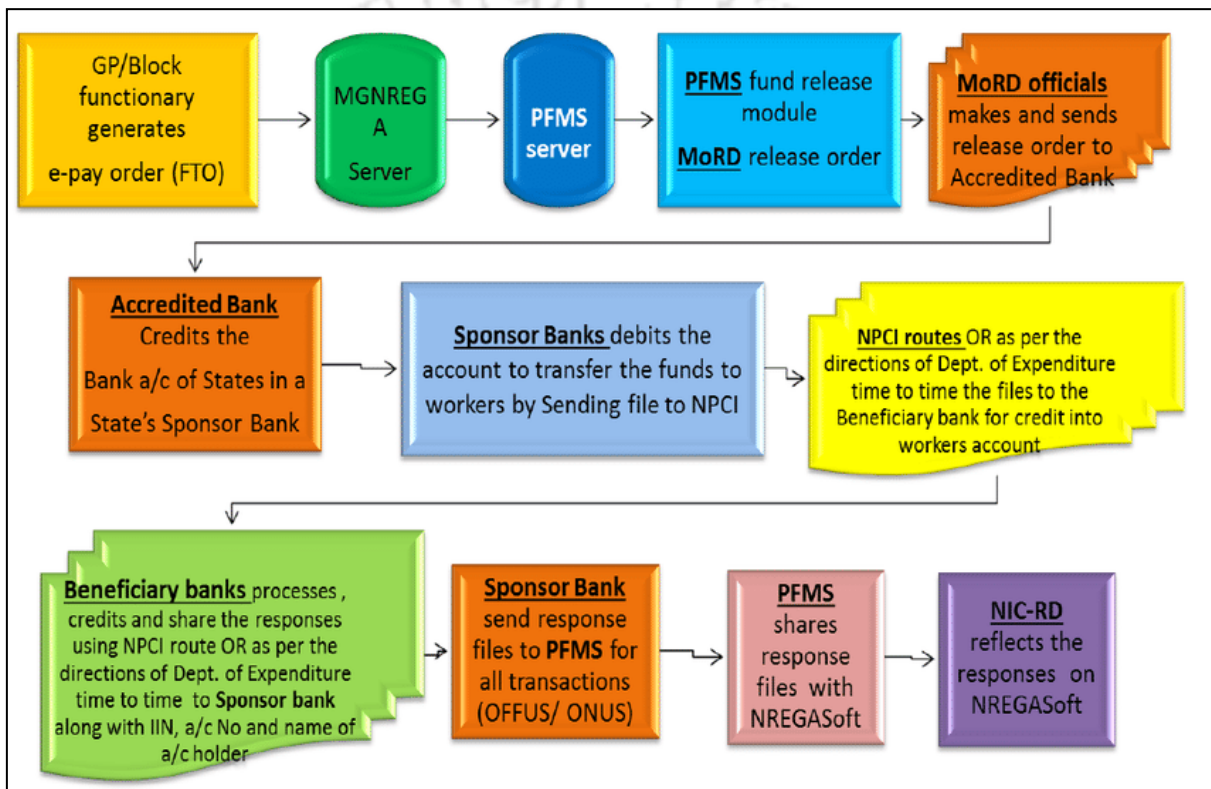 GP/Block
functionary
generates
e-pay order (FTO)
MGNREG
A
Server
PFMS
server
PFMS fund release
module
MoRD release order
MoRD officials
makes and sends
release order to
Accredited Bank
Accredited Bank
Credits the
Bank a/c of States in a
State's Sponsor Bank
Sponsor Banks debits the
account to transfer the funds to
workers by Sending file to NPCI
NPCI routes OR as per the
directions of Dept. of Expenditure
time to time the files to the
Beneficiary bank for credit into
workers account
Beneficiary banks processes ,
credits and share the responses
using NPCI route OR as per the
directions of Dept. of Expenditure
time to time to Sponsor bank
along with IIN, a/c No and name of
a/c holder
Sponsor Bank
send response
files to PFMS for
all transactions
(OFFUS/ ONUS)
PFMS
shares
response
files with
NREGASoft
NIC-RD
reflects the
responses on
NREGASoft